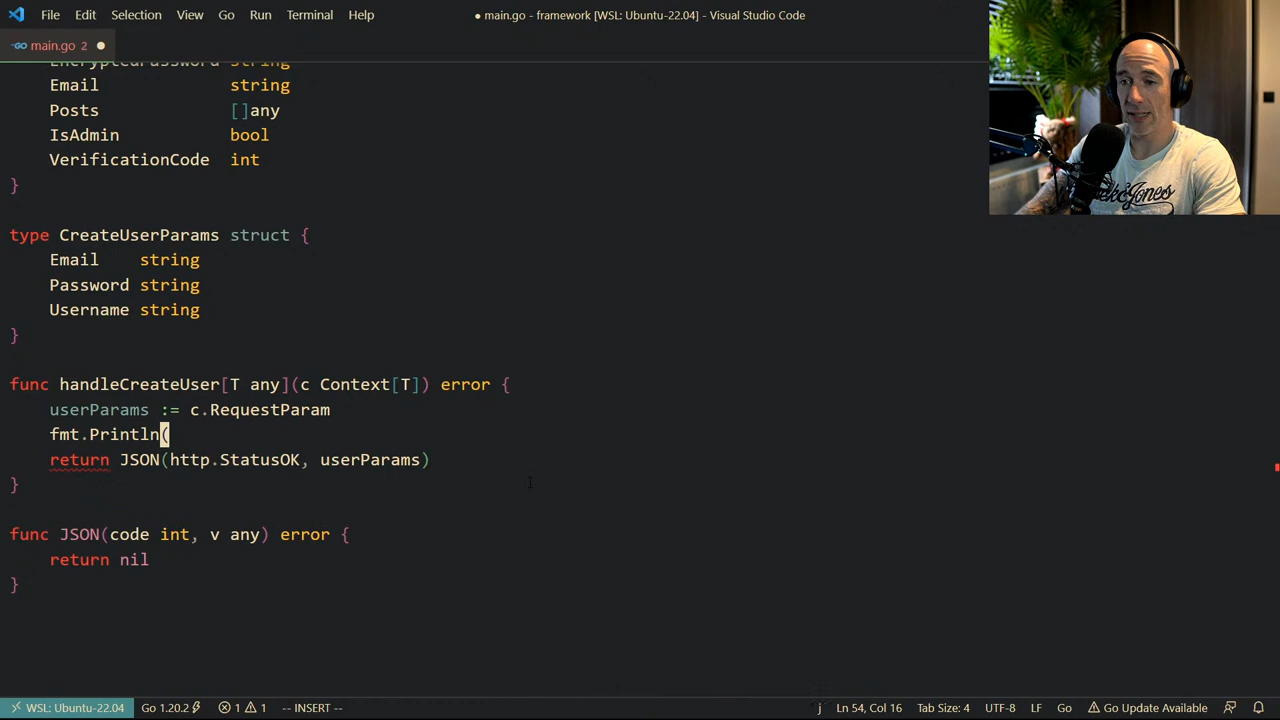 File Edit Selection View Go Run Terminal Help
● main.go - framework [WSL: Ubuntu-22.04] - Visual Studio Code
main.go 2 ●
EncryptedPassword string
Email string
Posts []any
IsAdmin bool
VerificationCode int
}
type CreateUserParams struct {
Email string
Password string
Username string
}
func handleCreateUser[T any](c Context[T]) error {
userParams := c.RequestParam
fmt.Println(
return JSON(http.StatusOK, userParams)
}
func JSON(code int, v any) error {
return nil
}
WSL: Ubuntu-22.04 Go 1.20.2 1 1 -- INSERT -- j Ln 54, Col 16 Tab Size: 4 UTF-8 LF Go Go Update Available